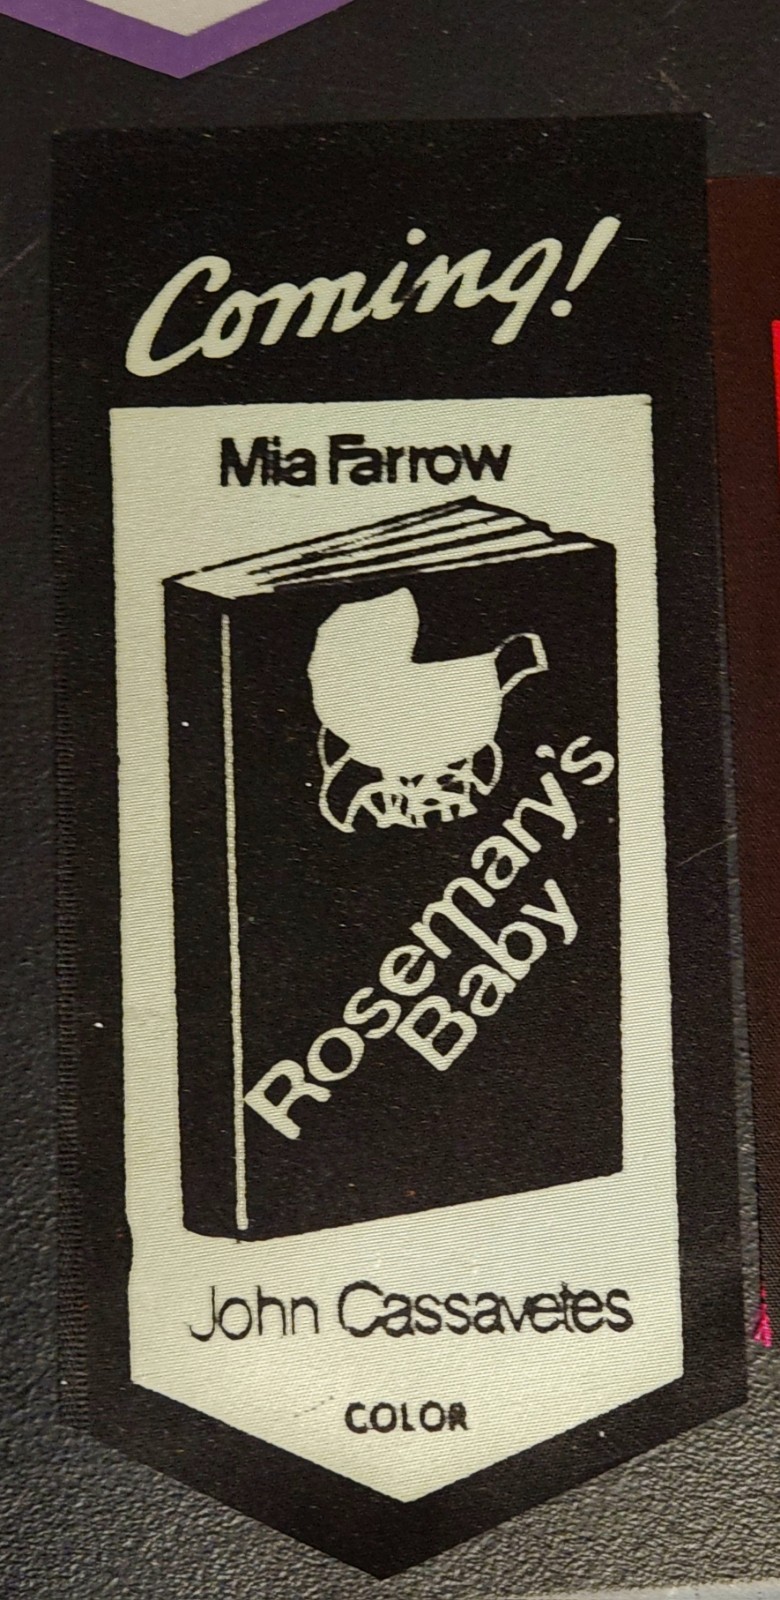 Coming!
Mia Farrow
Rosemary's
Baby
John Cassavetes
COLOR